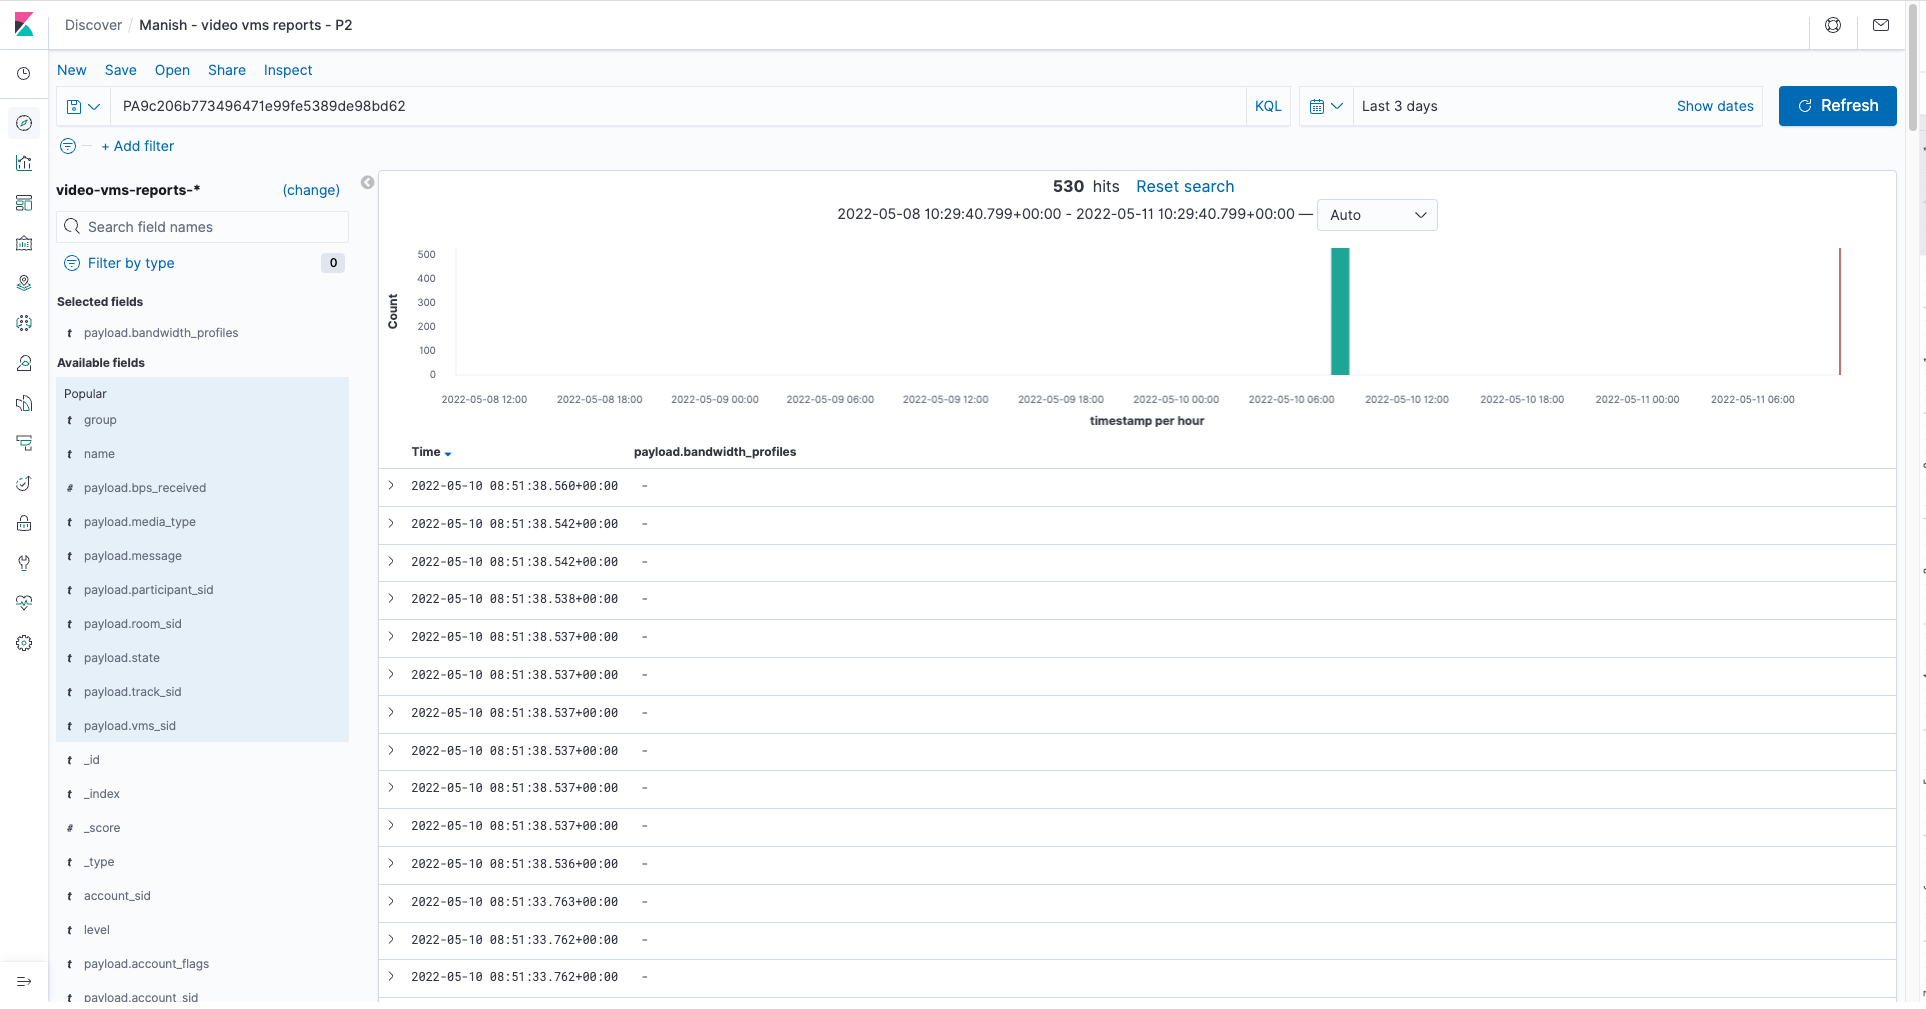 Discover / Manish - video vms reports - P2
New Save Open Share Inspect
PA9c206b773496471e99fe5389de98bd62 KQL Last 3 days Show dates Refresh
+ Add filter
video-vms-reports-* (change)
Search field names
Filter by type 0
Selected fields
t payload.bandwidth_profiles
Available fields
Popular
t group
t name
# payload.bps_received
t payload.media_type
t payload.message
t payload.participant_sid
t payload.room_sid
t payload.state
t payload.track_sid
t payload.vms_sid
t _id
t _index
# _score
t _type
t account_sid
t level
t payload.account_flags
t payload.account_sid
530 hits Reset search
2022-05-08 10:29:40.799+00:00 - 2022-05-11 10:29:40.799+00:00 — Auto
Count
500
400
300
200
100
0
2022-05-08 12:00 2022-05-08 18:00 2022-05-09 00:00 2022-05-09 06:00 2022-05-09 12:00 2022-05-09 18:00 2022-05-10 00:00 2022-05-10 06:00 2022-05-10 12:00 2022-05-10 18:00 2022-05-11 00:00 2022-05-11 06:00
timestamp per hour
Time payload.bandwidth_profiles
2022-05-10 08:51:38.560+00:00 -
2022-05-10 08:51:38.542+00:00 -
2022-05-10 08:51:38.542+00:00 -
2022-05-10 08:51:38.538+00:00 -
2022-05-10 08:51:38.537+00:00 -
2022-05-10 08:51:38.537+00:00 -
2022-05-10 08:51:38.537+00:00 -
2022-05-10 08:51:38.537+00:00 -
2022-05-10 08:51:38.537+00:00 -
2022-05-10 08:51:38.537+00:00 -
2022-05-10 08:51:38.536+00:00 -
2022-05-10 08:51:33.763+00:00 -
2022-05-10 08:51:33.762+00:00 -
2022-05-10 08:51:33.762+00:00 -